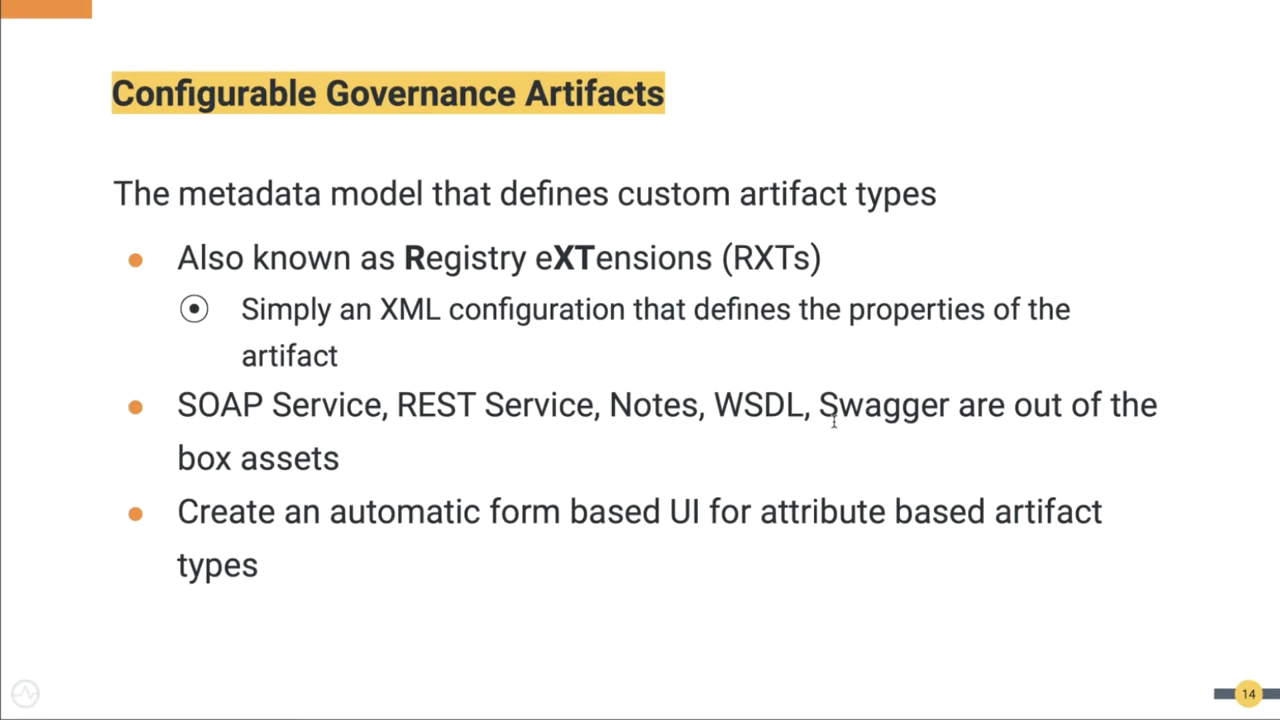 Configurable Governance Artifacts
The metadata model that defines custom artifact types
Also known as Registry eXTensions (RXTs)
Simply an XML configuration that defines the properties of the
artifact
SOAP Service, REST Service, Notes, WSDL, Swagger are out of the
box assets
Create an automatic form based UI for attribute based artifact
types
14